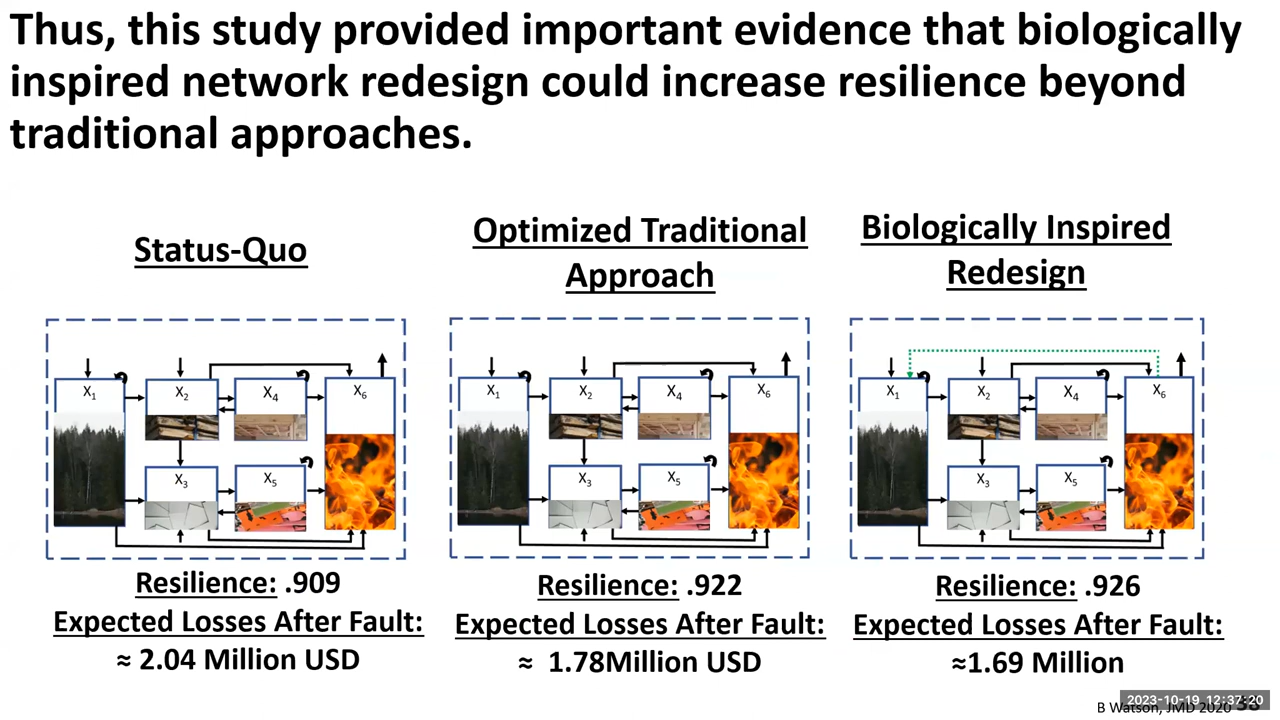 Thus, this study provided important evidence that biologically
inspired network redesign could increase resilience beyond
traditional approaches.
Status-Quo
Optimized Traditional
Approach
Biologically Inspired
Redesign
X1
X2
X4
X6
X3
X5
X1
X2
X4
X6
X3
X5
X1
X2
X4
X6
X3
X5
Resilience: .909
Expected Losses After Fault:
≈ 2.04 Million USD
Resilience: .922
Expected Losses After Fault:
≈ 1.78Million USD
Resilience: .926
Expected Losses After Fault:
≈1.69 Million
2023-10-19 12:37:20
B Watson, JMD 2020